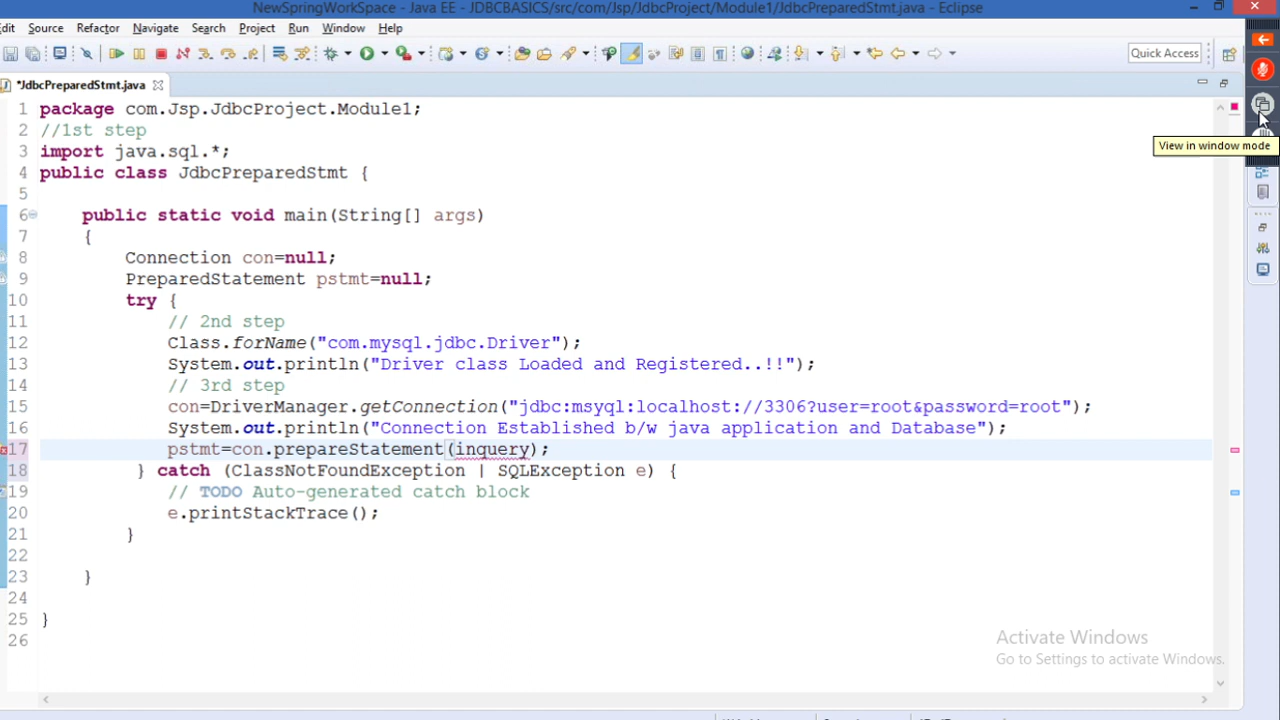 NewSpringWorkSpace - Java EE - JDBCBASICS/src/com/Jsp/JdbcProject/Module1/JdbcPreparedStmt.java - Eclipse
dit Source Refactor Navigate Search Project Run Window Help
Quick Access
*JdbcPreparedStmt.java
View in window mode
1 package com.Jsp.JdbcProject.Module1;
2 //1st step
3 import java.sql.*;
4 public class JdbcPreparedStmt {
5
6 public static void main(String[] args)
7 {
8 Connection con=null;
9 PreparedStatement pstmt=null;
10 try {
11 // 2nd step
12 Class.forName("com.mysql.jdbc.Driver");
13 System.out.println("Driver class Loaded and Registered..!!");
14 // 3rd step
15 con=DriverManager.getConnection("jdbc:msyql:localhost://3306?user=root&password=root");
16 System.out.println("Connection Established b/w java application and Database");
17 pstmt=con.prepareStatement(inquery);
18 } catch (ClassNotFoundException | SQLException e) {
19 // TODO Auto-generated catch block
20 e.printStackTrace();
21 }
22
23 }
24
25 }
26
Activate Windows
Go to Settings to activate Windows.